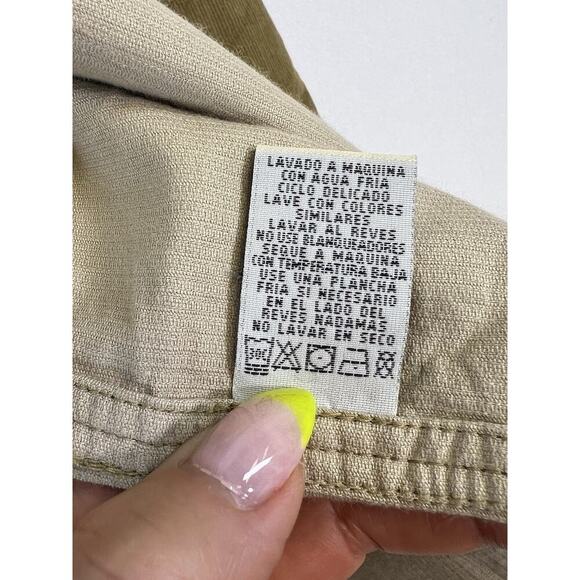 LAVADO A MAQUINA
CON AGUA FRIA
CICLO DELICADO
LAVE CON COLORES
SIMILARES
LAVAR AL REVES
NO USE BLANQUEADORES
SEQUE A MAQUINA
CON TEMPERATURA BAJA
USE UNA PLANCHA
FRIA SI NECESARIO
EN EL LADO DEL
REVES NADAMAS
NO LAVAR EN SECO
30C